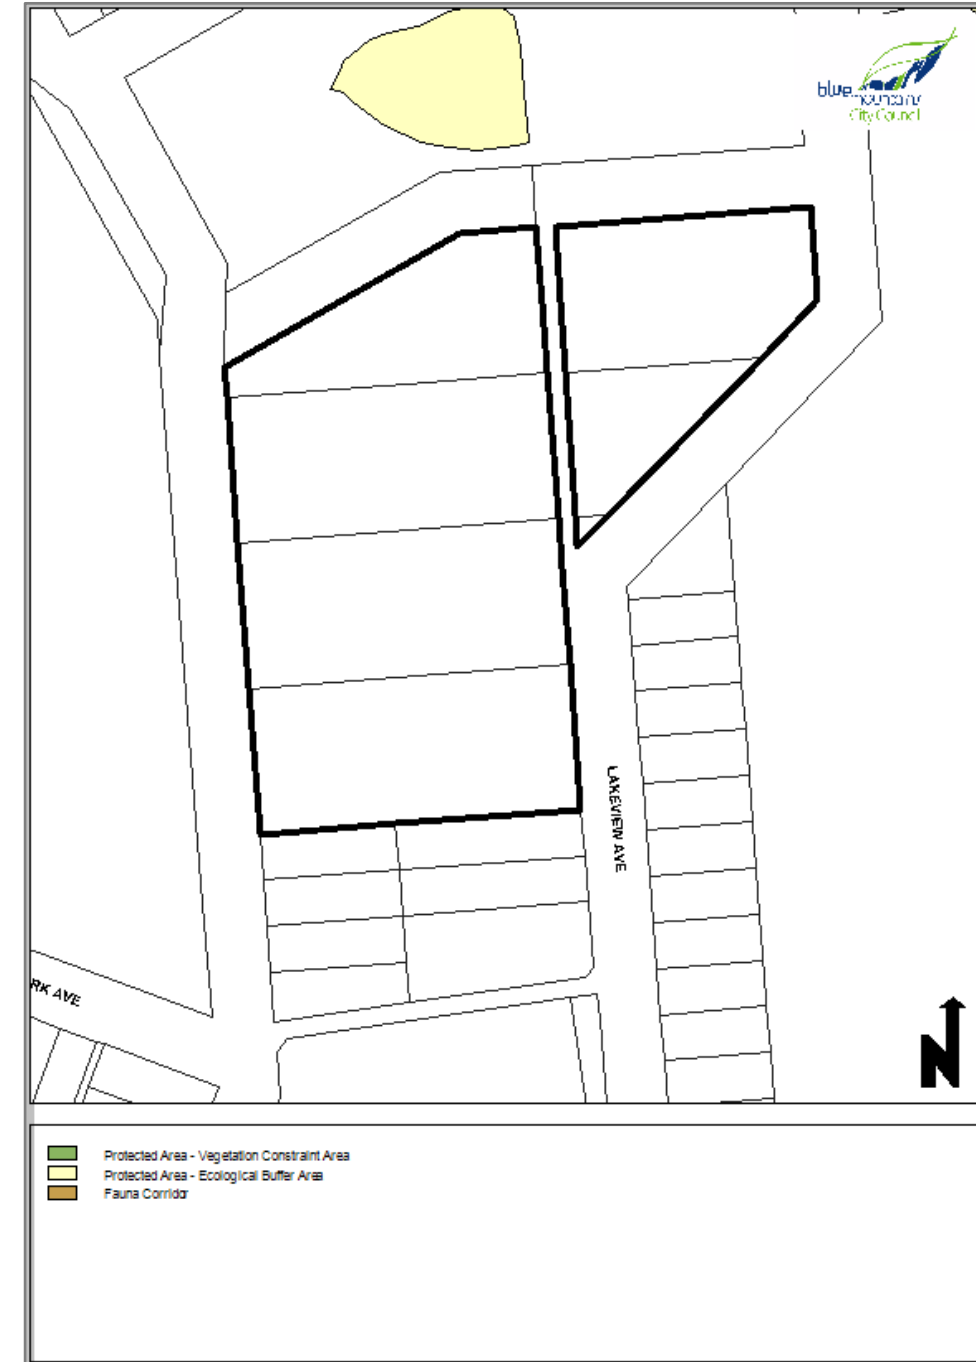 blue mountains
City Council
LAKEVIEW AVE
RK AVE
N
Protected Area - Vegetation Constraint Area
Protected Area - Ecological Buffer Area
Fauna Corridor